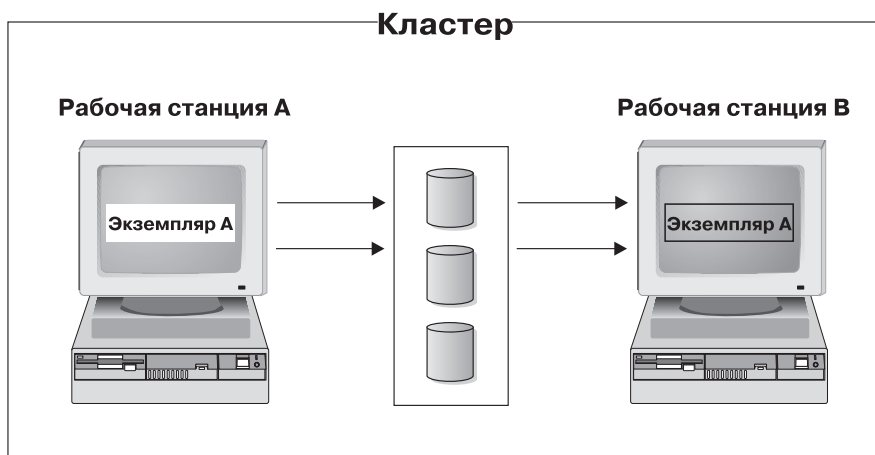 Кластер
Рабочая станция A
Рабочая станция B
Экземпляр A
Экземпляр A